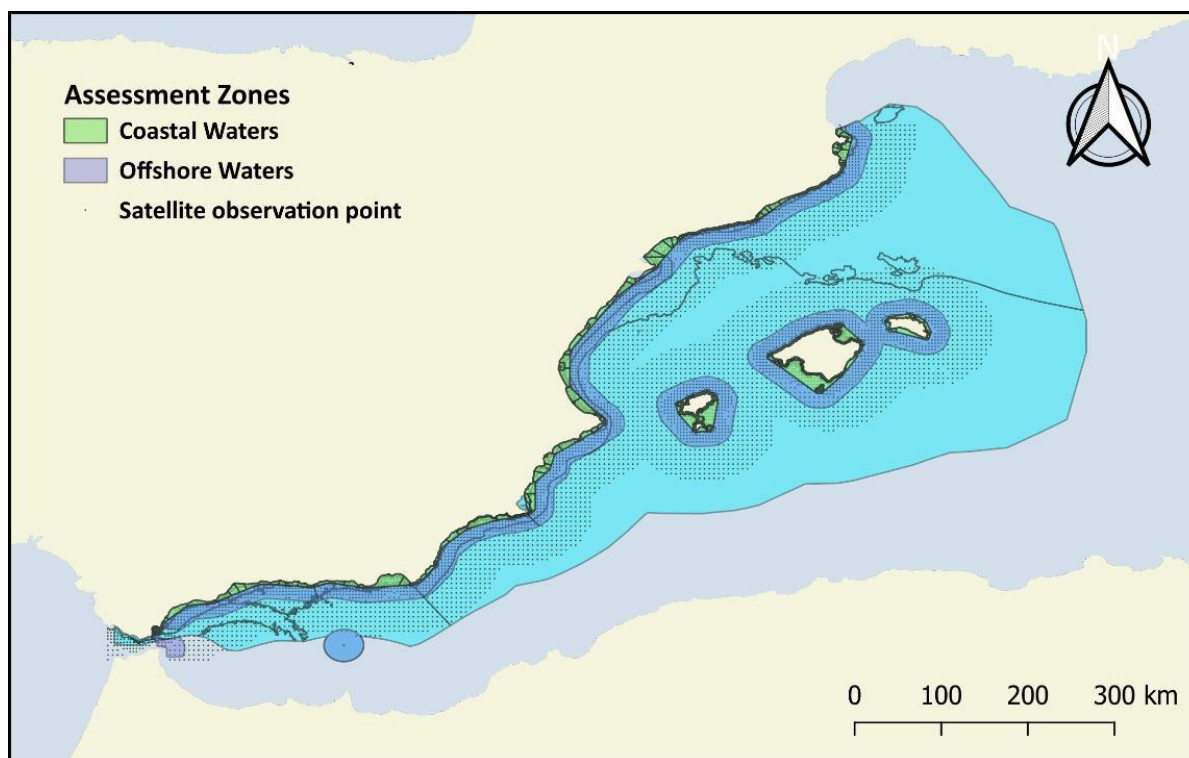 N
Assessment Zones
Coastal Waters
Offshore Waters
Satellite observation point
0 100 200 300 km